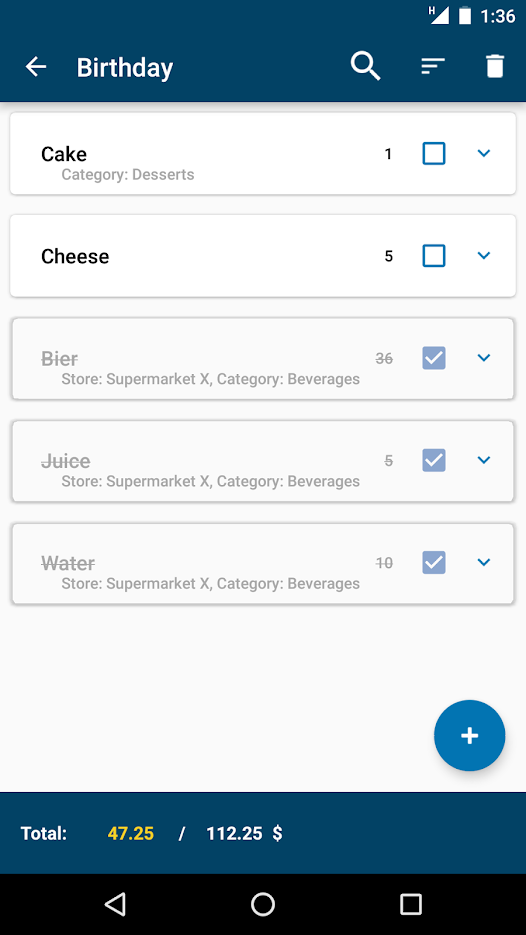 H 1:36
Birthday
Cake 1
Category: Desserts
Cheese 5
Bier 36
Store: Supermarket X, Category: Beverages
Juice 5
Store: Supermarket X, Category: Beverages
Water 10
Store: Supermarket X, Category: Beverages
+
Total: 47.25 / 112.25 $